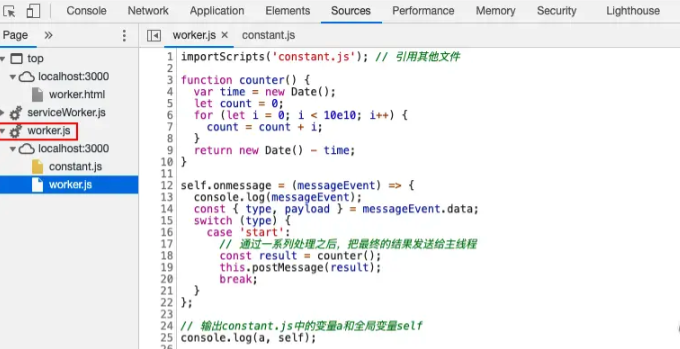 Console Application Elements Sources Performance Memory Security Lighthouse
Page » worker.js × constant.js
top
localhost:3000
worker.html
serviceWorker.js
worker.js
localhost:3000
constant.js
worker.js
1 importScripts('constant.js'); // 引用其他文件
2
3 function counter() {
4 var time = new Date();
5 let count = 0;
6 for (let i = 0; i < 10e10; i++) {
7 count = count + i;
8 }
9 return new Date() - time;
10 }
11
12 self.onmessage = (messageEvent) => {
13 console.log(messageEvent);
14 const { type, payload } = messageEvent.data;
15 switch (type) {
16 case 'start':
17 // 通过一系列处理之后，把最终的结果发送给主线程
18 const result = counter();
19 this.postMessage(result);
20 break;
21 }
22 };
23
24 // 输出constant.js中的变量a和全局变量self
25 console.log(a, self);
26